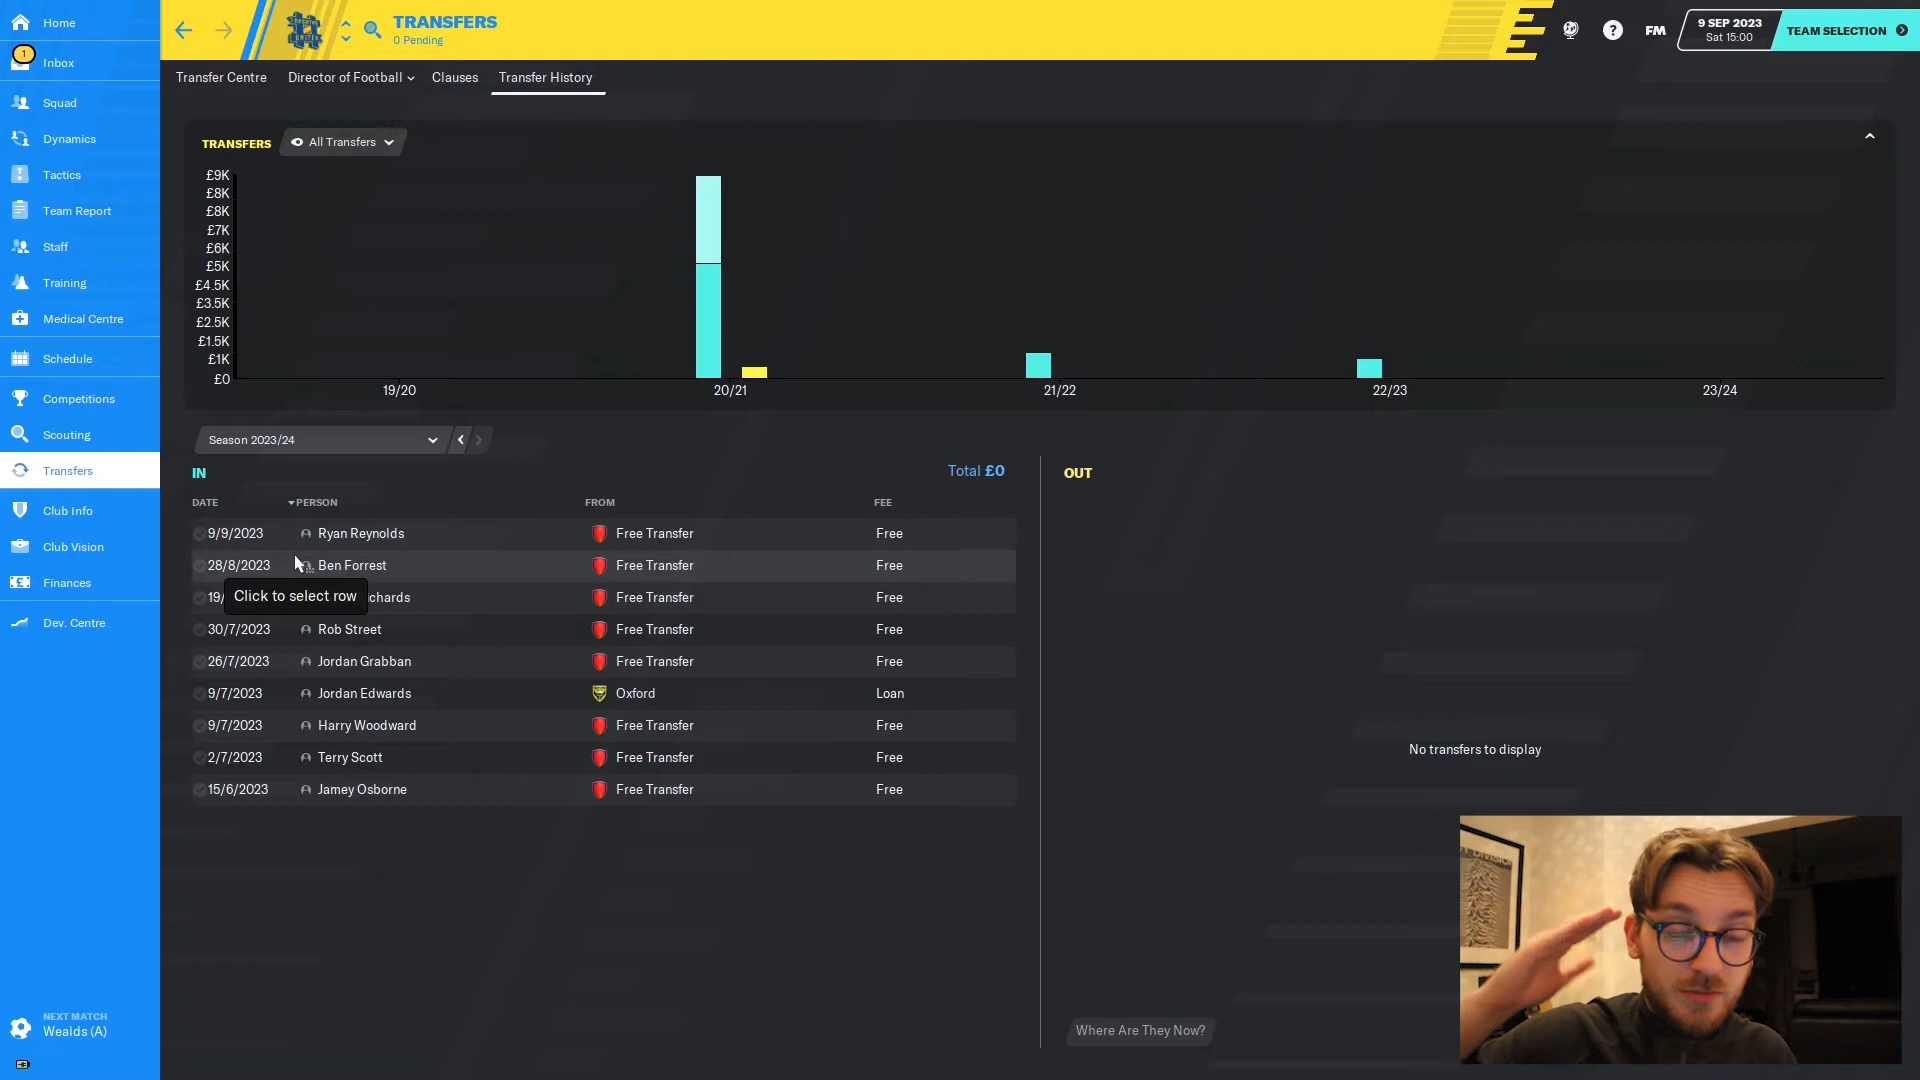 Home
1
Inbox
Squad
Dynamics
Tactics
Team Report
Staff
Training
Medical Centre
Schedule
Competitions
Scouting
Transfers
Club Info
Club Vision
Finances
Dev. Centre
NEXT MATCH
Wealds (A)
TRANSFERS
0 Pending
?
FM
9 SEP 2023
Sat 15:00
TEAM SELECTION
Transfer Centre
Director of Football
Clauses
Transfer History
TRANSFERS
All Transfers
£9K
£8K
£8K
£7K
£6K
£5K
£4.5K
£3.5K
£2.5K
£1.5K
£1K
£0
19/20
20/21
21/22
22/23
23/24
Season 2023/24
IN
Total £0
DATE PERSON FROM FEE
9/9/2023 Ryan Reynolds Free Transfer Free
28/8/2023 Ben Forrest Free Transfer Free
Click to select row
19/ ichards Free Transfer Free
30/7/2023 Rob Street Free Transfer Free
26/7/2023 Jordan Grabban Free Transfer Free
9/7/2023 Jordan Edwards Oxford Loan
9/7/2023 Harry Woodward Free Transfer Free
2/7/2023 Terry Scott Free Transfer Free
15/6/2023 Jamey Osborne Free Transfer Free
OUT
No transfers to display
Where Are They Now?